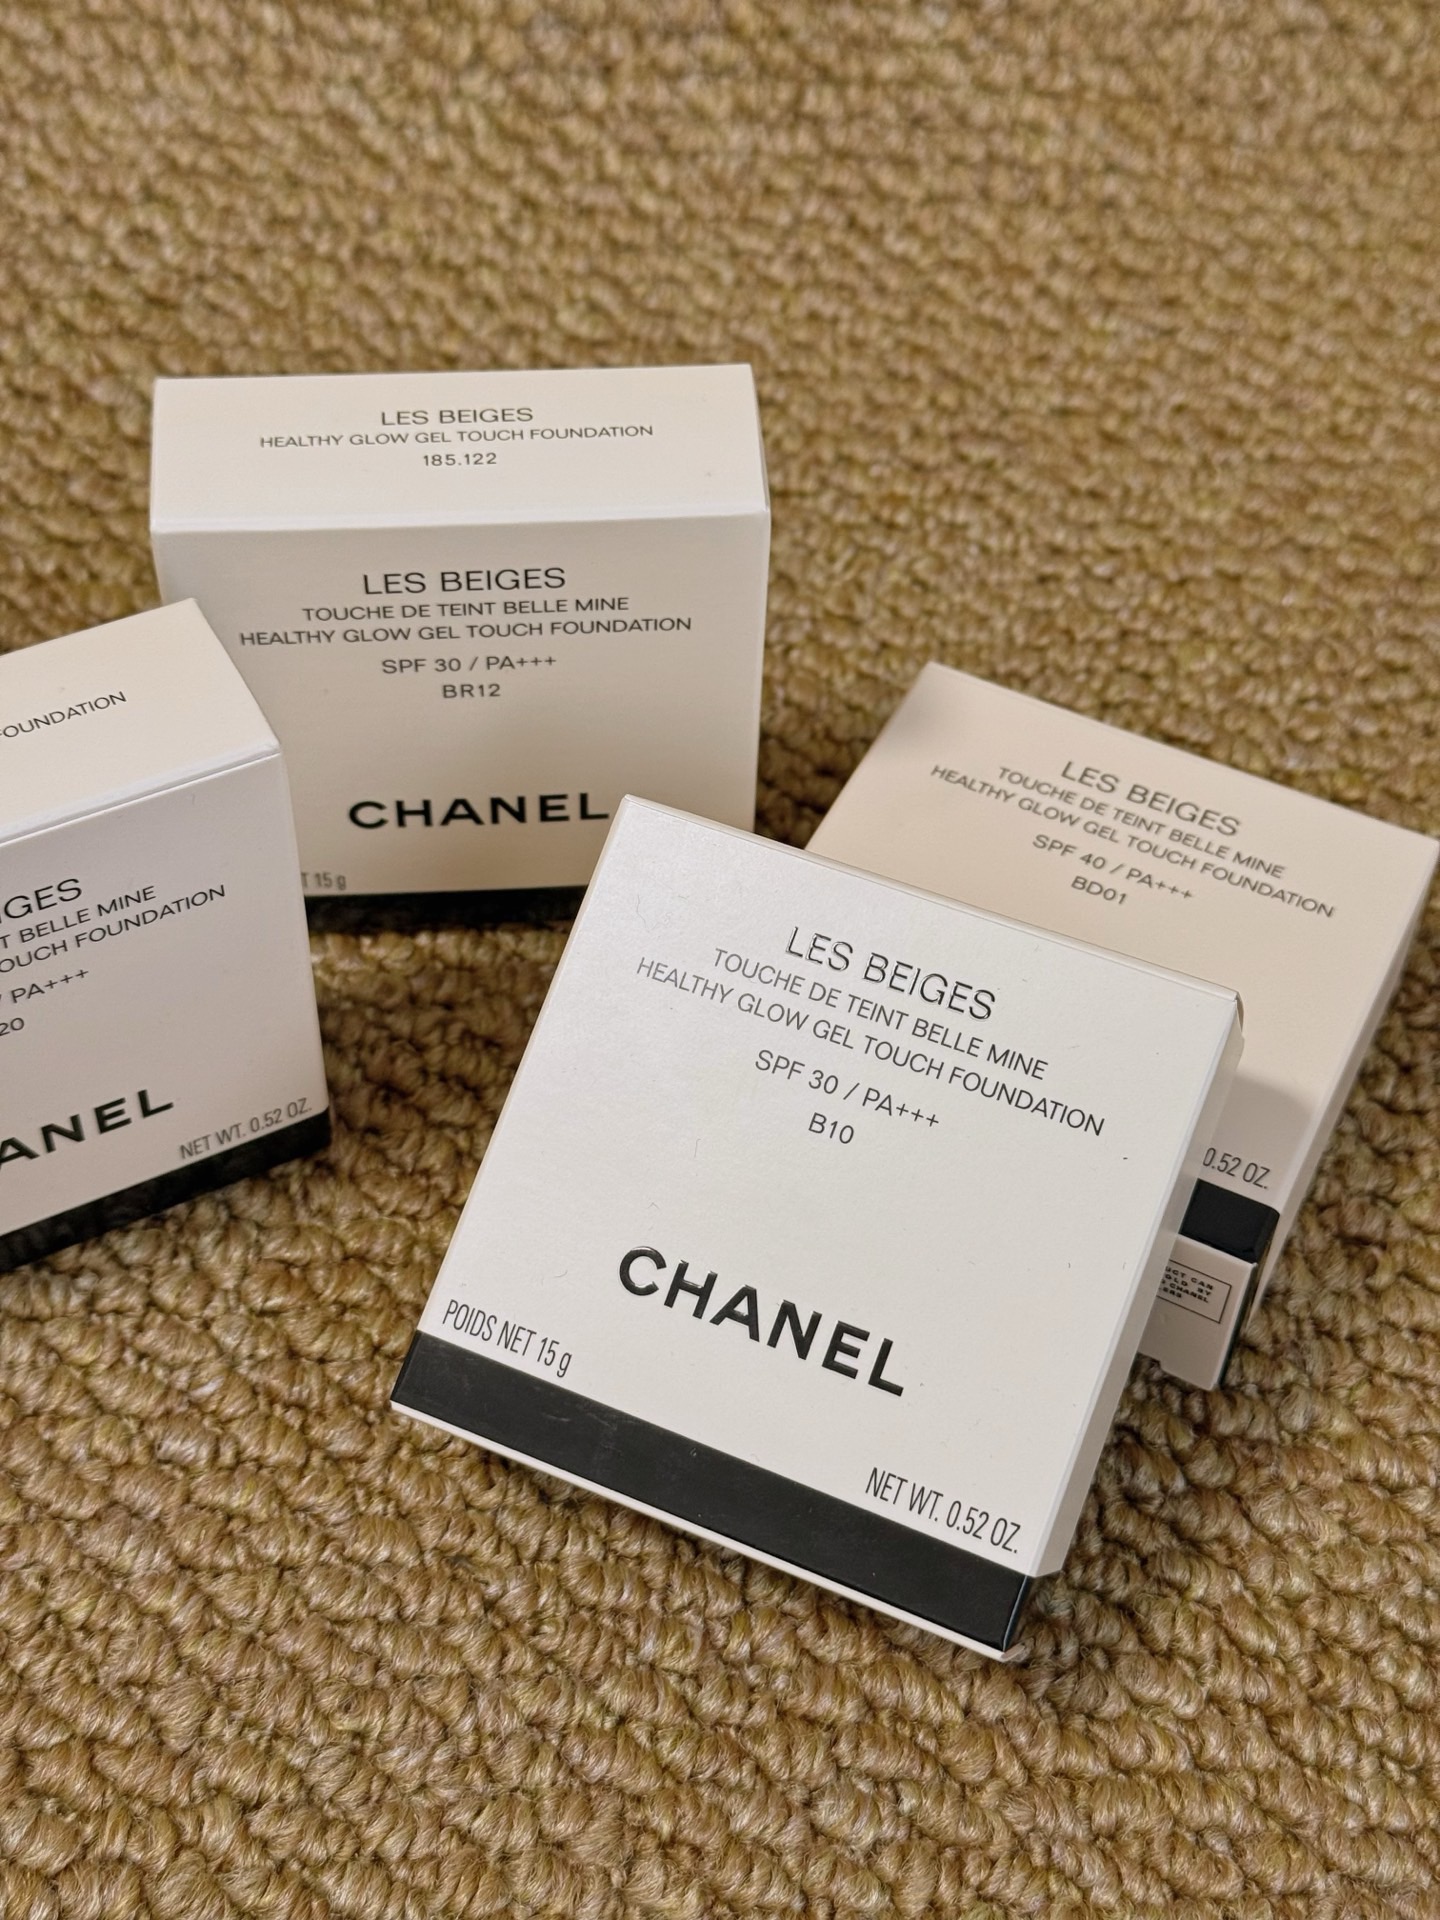 LES BEIGES
HEALTHY GLOW GEL TOUCH FOUNDATION
185.122
LES BEIGES
TOUCHE DE TEINT BELLE MINE
HEALTHY GLOW GEL TOUCH FOUNDATION
SPF 30 / PA+++
BR12
CHANEL
15 g
FOUNDATION
BELLE MINE
FOUNDATION
/ PA+++
20
NET WT. 0.52 OZ.
LES BEIGES
TOUCHE DE TEINT BELLE MINE
HEALTHY GLOW GEL TOUCH FOUNDATION
SPF 40 / PA+++
BD01
0.52 OZ.
CAN
BY
CHANEL
LES BEIGES
TOUCHE DE TEINT BELLE MINE
HEALTHY GLOW GEL TOUCH FOUNDATION
SPF 30 / PA+++
B10
CHANEL
POIDS NET 15 g
NET WT. 0.52 OZ.